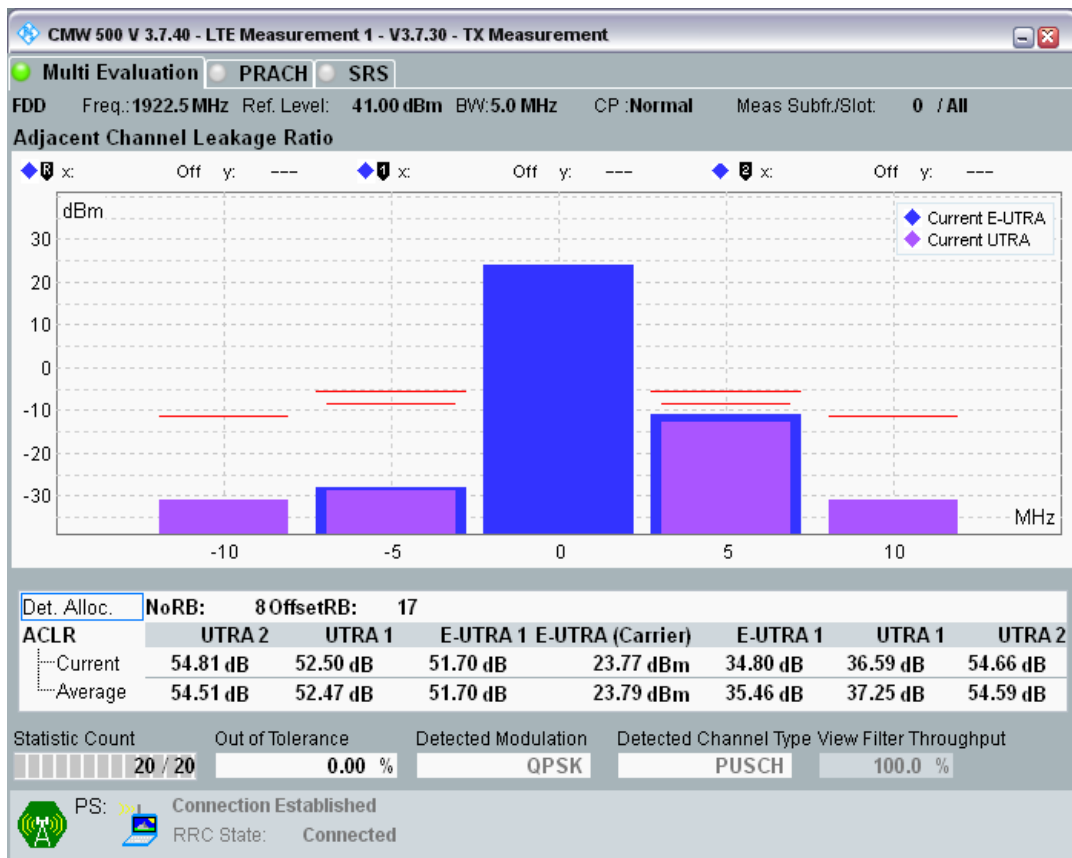 CMW 500 V 3.7.40 - LTE Measurement 1 - V3.7.30 - TX Measurement
Multi Evaluation PRACH SRS
FDD Freq.: 1922.5 MHz Ref. Level: 41.00 dBm BW: 5.0 MHz CP : Normal Meas Subfr./Slot: 0 / All
Adjacent Channel Leakage Ratio
R x: Off y: --- 1 x: Off y: --- 2 x: Off y: ---
dBm
Current E-UTRA
Current UTRA
30
20
10
0
-10
-20
-30
MHz
-10 -5 0 5 10
Det. Alloc. NoRB: 8 OffsetRB: 17
ACLR UTRA 2 UTRA 1 E-UTRA 1 E-UTRA (Carrier) E-UTRA 1 UTRA 1 UTRA 2
Current 54.81 dB 52.50 dB 51.70 dB 23.77 dBm 34.80 dB 36.59 dB 54.66 dB
Average 54.51 dB 52.47 dB 51.70 dB 23.79 dBm 35.46 dB 37.25 dB 54.59 dB
Statistic Count Out of Tolerance Detected Modulation Detected Channel Type View Filter Throughput
20 / 20 0.00 % QPSK PUSCH 100.0 %
PS: Connection Established
RRC State: Connected